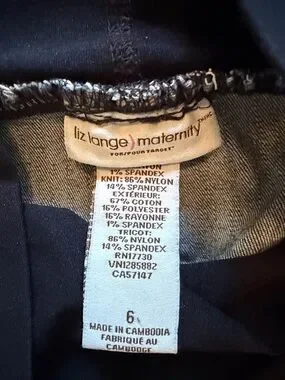 liz lange) maternity
FOR/POUR TARGET
1% SPANDEX
KNIT: 86% NYLON
14% SPANDEX
EXTÉRIEUR:
67% COTON
16% POLYESTER
16% RAYONNE
1% SPANDEX
TRICOT:
86% NYLON
14% SPANDEX
RN17730
VN1285882
CA57147
6
MADE IN CAMBODIA
FABRIQUÉ AU
CAMBODGE